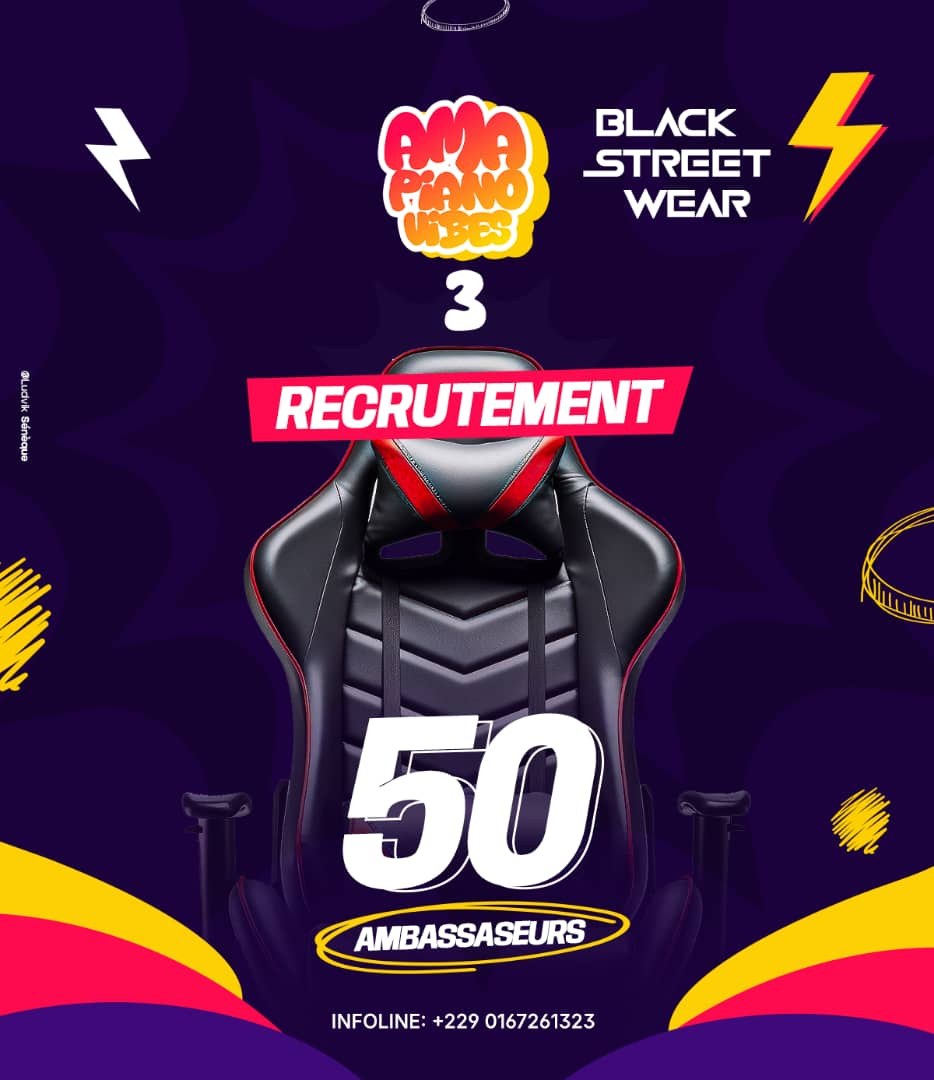 AMA
PiANO
ViBES
BLACK
STREET
WEAR
3
RECRUTEMENT
@Ludvik Sénèque
50
AMBASSASEURS
INFOLINE: +229 0167261323